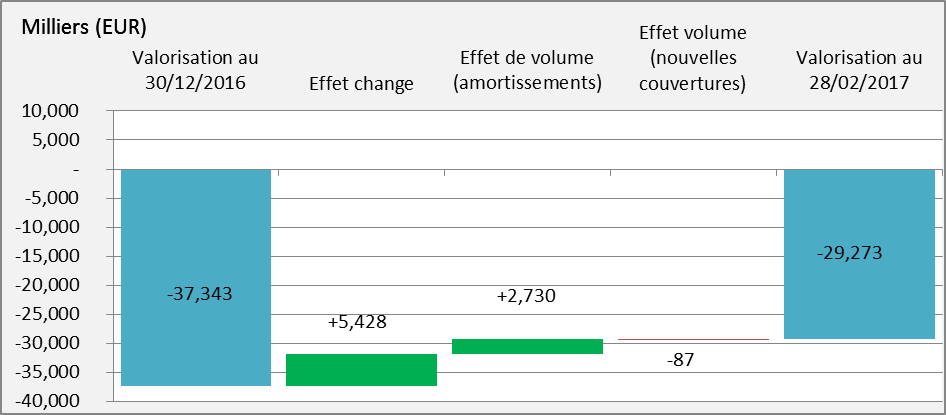 Milliers (EUR)
Valorisation au
30/12/2016
Effet change
Effet de volume
(amortissements)
Effet volume
(nouvelles
couvertures)
Valorisation au
28/02/2017
10,000
5,000
-
-5,000
-10,000
-15,000
-20,000
-25,000
-30,000
-35,000
-40,000
-37,343
+5,428
+2,730
-87
-29,273